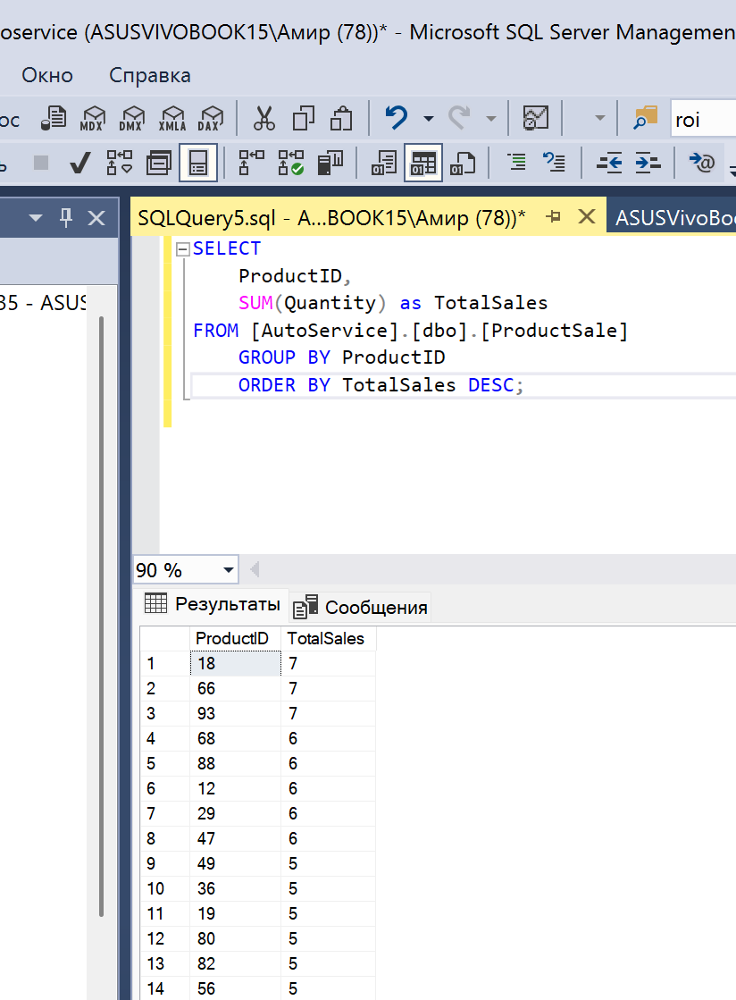 oservice (ASUSVIVOBOOK15\Амир (78))* - Microsoft SQL Server Managemen
Окно Справка
ос MDX DMX XMLA DAX roi
SQLQuery5.sql - A...BOOK15\Амир (78))* ASUSVivoBo
35 - ASUS
SELECT
ProductID,
SUM(Quantity) as TotalSales
FROM [AutoService].[dbo].[ProductSale]
GROUP BY ProductID
ORDER BY TotalSales DESC;
90 %
Результаты Сообщения
ProductID TotalSales
1 18 7
2 66 7
3 93 7
4 68 6
5 88 6
6 12 6
7 29 6
8 47 6
9 49 5
10 36 5
11 19 5
12 80 5
13 82 5
14 56 5